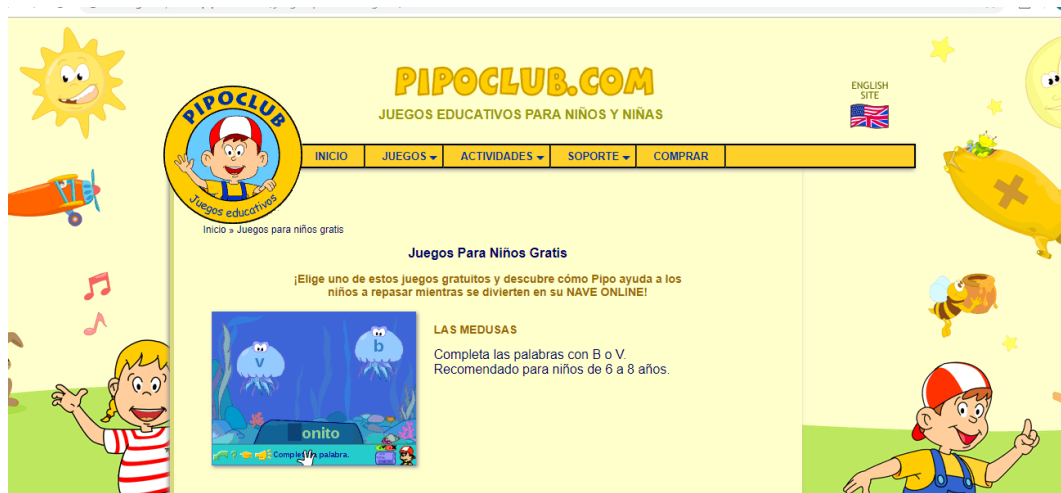 PIPOCLUB.COM
JUEGOS EDUCATIVOS PARA NIÑOS Y NIÑAS
ENGLISH
SITE
PIPOCLUB
Juegos educativos
INICIO JUEGOS ACTIVIDADES SOPORTE COMPRAR
Inicio » Juegos para niños gratis
Juegos Para Niños Gratis
¡Elige uno de estos juegos gratuitos y descubre cómo Pipo ayuda a los
niños a repasar mientras se divierten en su NAVE ONLINE!
v
b
onito
palabra.
LAS MEDUSAS
Completa las palabras con B o V.
Recomendado para niños de 6 a 8 años.